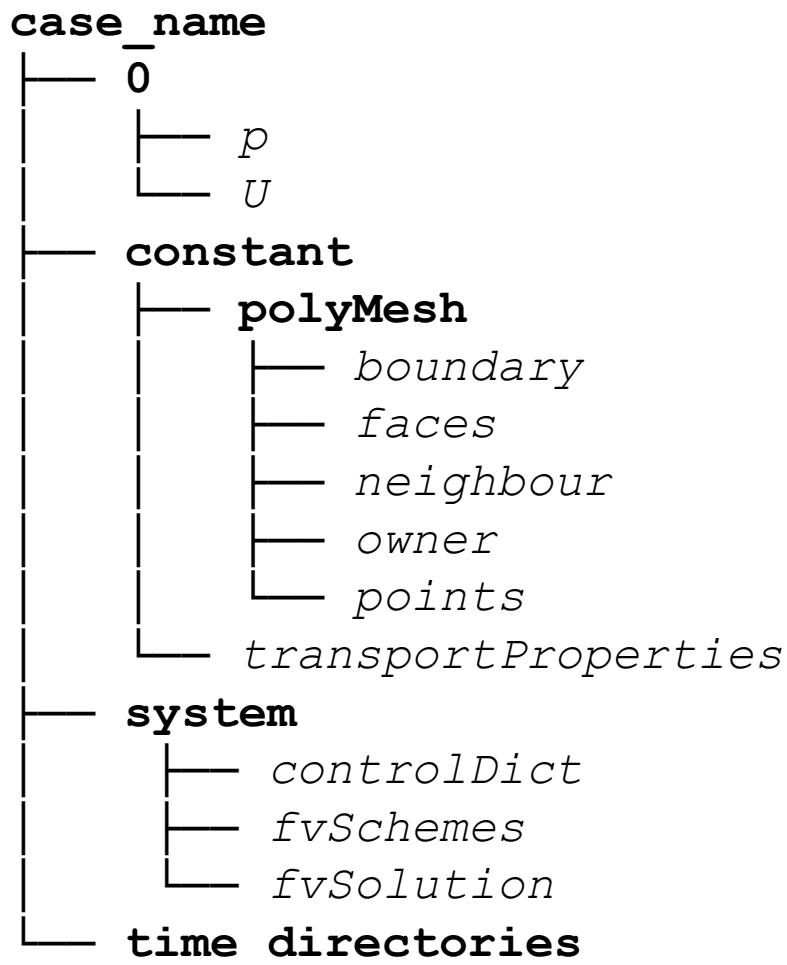 case_name
0
p
U
constant
polyMesh
boundary
faces
neighbour
owner
points
transportProperties
system
controlDict
fvSchemes
fvSolution
time directories